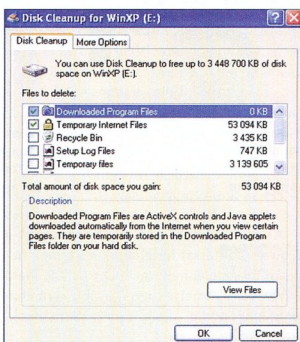 Disk Cleanup for WinXP (E:)
Disk Cleanup
More Options
You can use Disk Cleanup to free up to 3 448 700 KB of disk
space on WinXP (E:).
Files to delete:
Downloaded Program Files 0 KB
Temporary Internet Files 53 094 KB
Recycle Bin 3 435 KB
Setup Log Files 747 KB
Temporary files 3 139 605
Total amount of disk space you gain: 53 094 KB
Description
Downloaded Program Files are ActiveX controls and Java applets
downloaded automatically from the Internet when you view certain
pages. They are temporarily stored in the Downloaded Program
Files folder on your hard disk.
View Files
OK Cancel